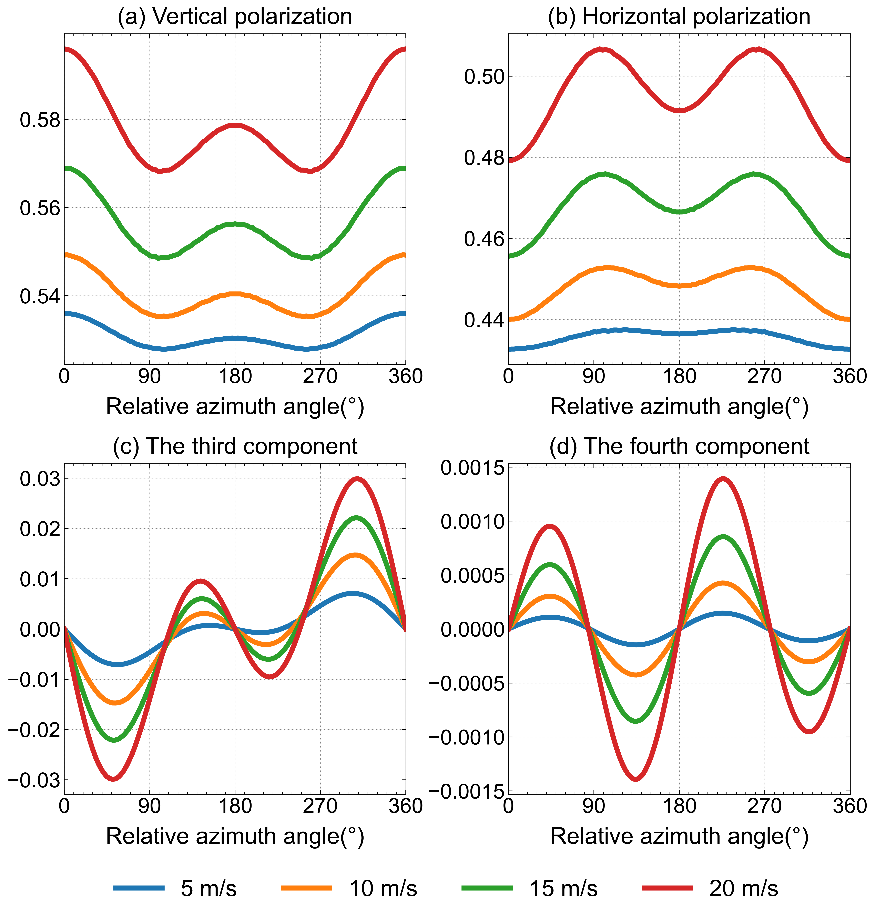 (a) Vertical polarization
0.58
0.56
0.54
0 90 180 270 360
Relative azimuth angle(°)
(b) Horizontal polarization
0.50
0.48
0.46
0.44
0 90 180 270 360
Relative azimuth angle(°)
(c) The third component
0.03
0.02
0.01
0.00
−0.01
−0.02
−0.03
0 90 180 270 360
Relative azimuth angle(°)
(d) The fourth component
0.0015
0.0010
0.0005
0.0000
−0.0005
−0.0010
−0.0015
0 90 180 270 360
Relative azimuth angle(°)
5 m/s 10 m/s 15 m/s 20 m/s